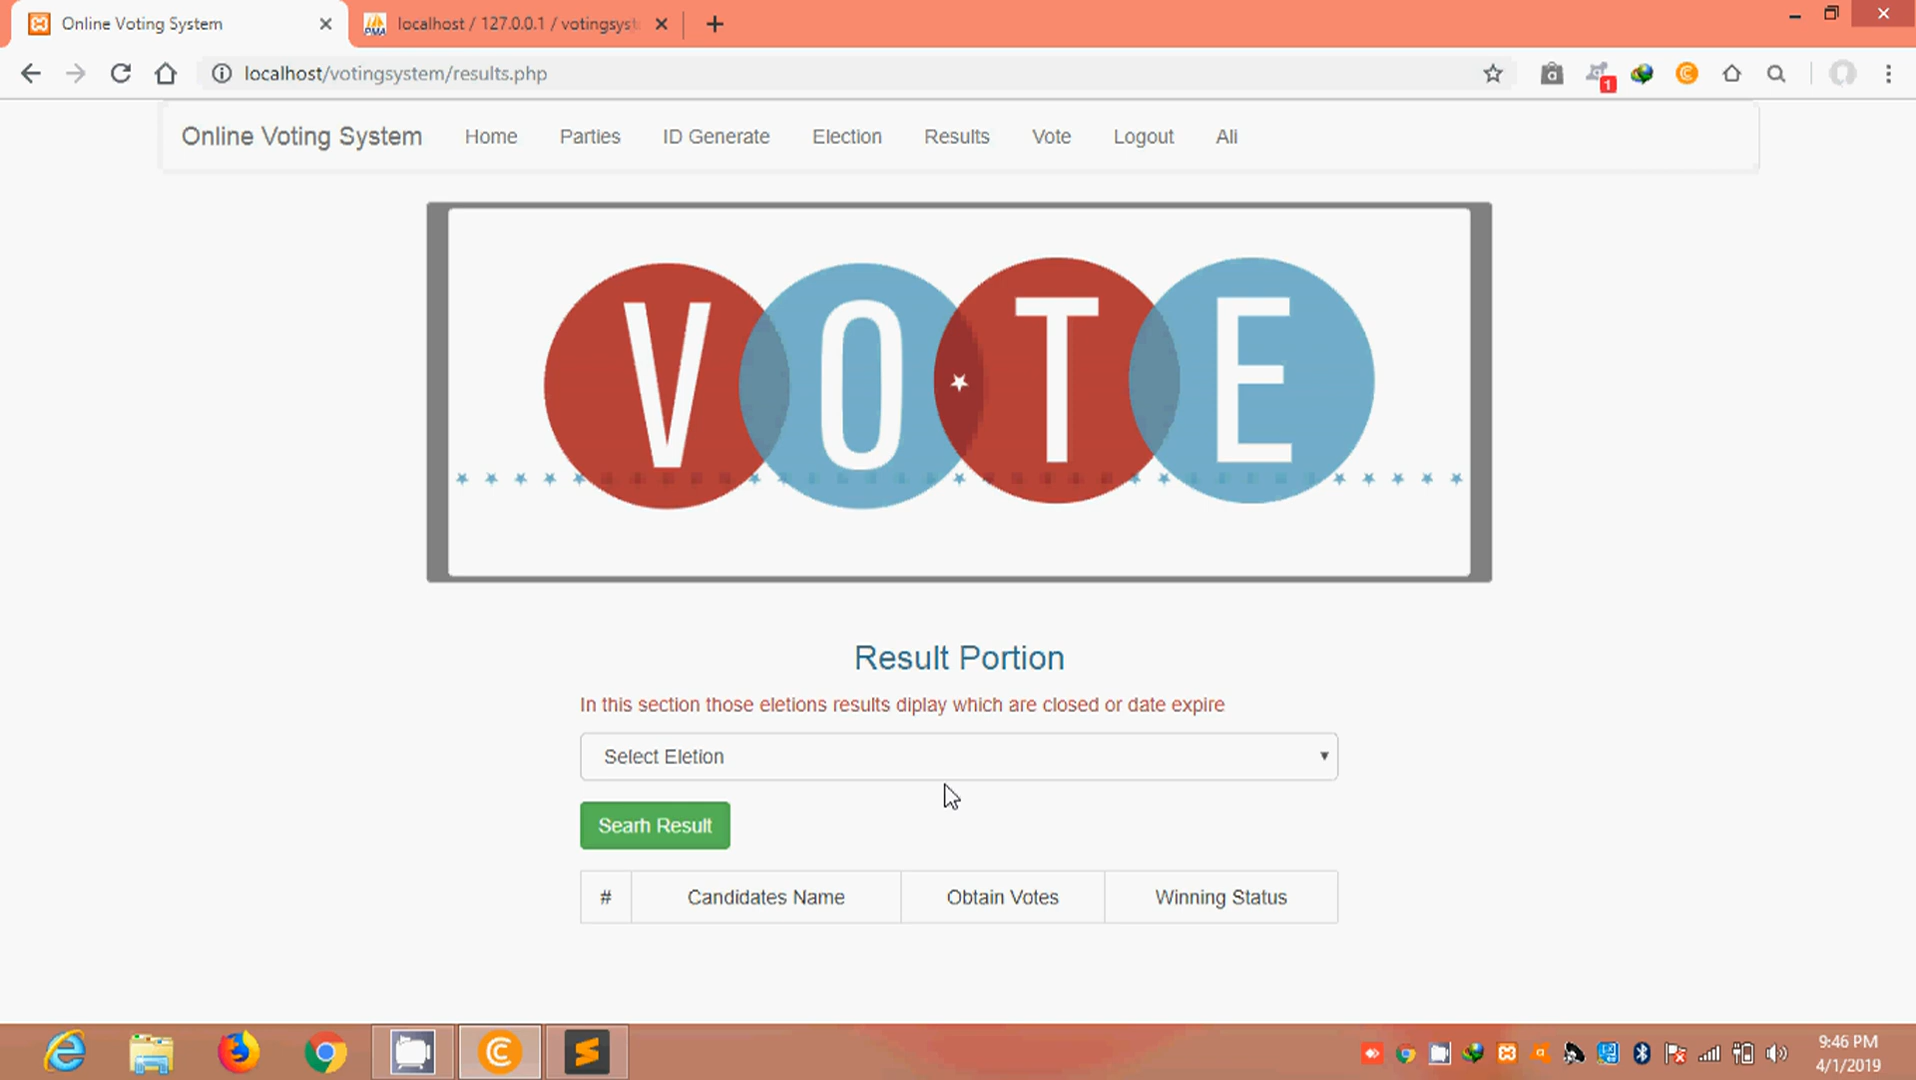 Online Voting System
localhost / 127.0.0.1 / votingsyst
localhost/votingsystem/results.php
1
Online Voting System Home Parties ID Generate Election Results Vote Logout Ali
VOTE
Result Portion
In this section those eletions results diplay which are closed or date expire
Select Eletion
Searh Result
# Candidates Name Obtain Votes Winning Status
9:46 PM
4/1/2019